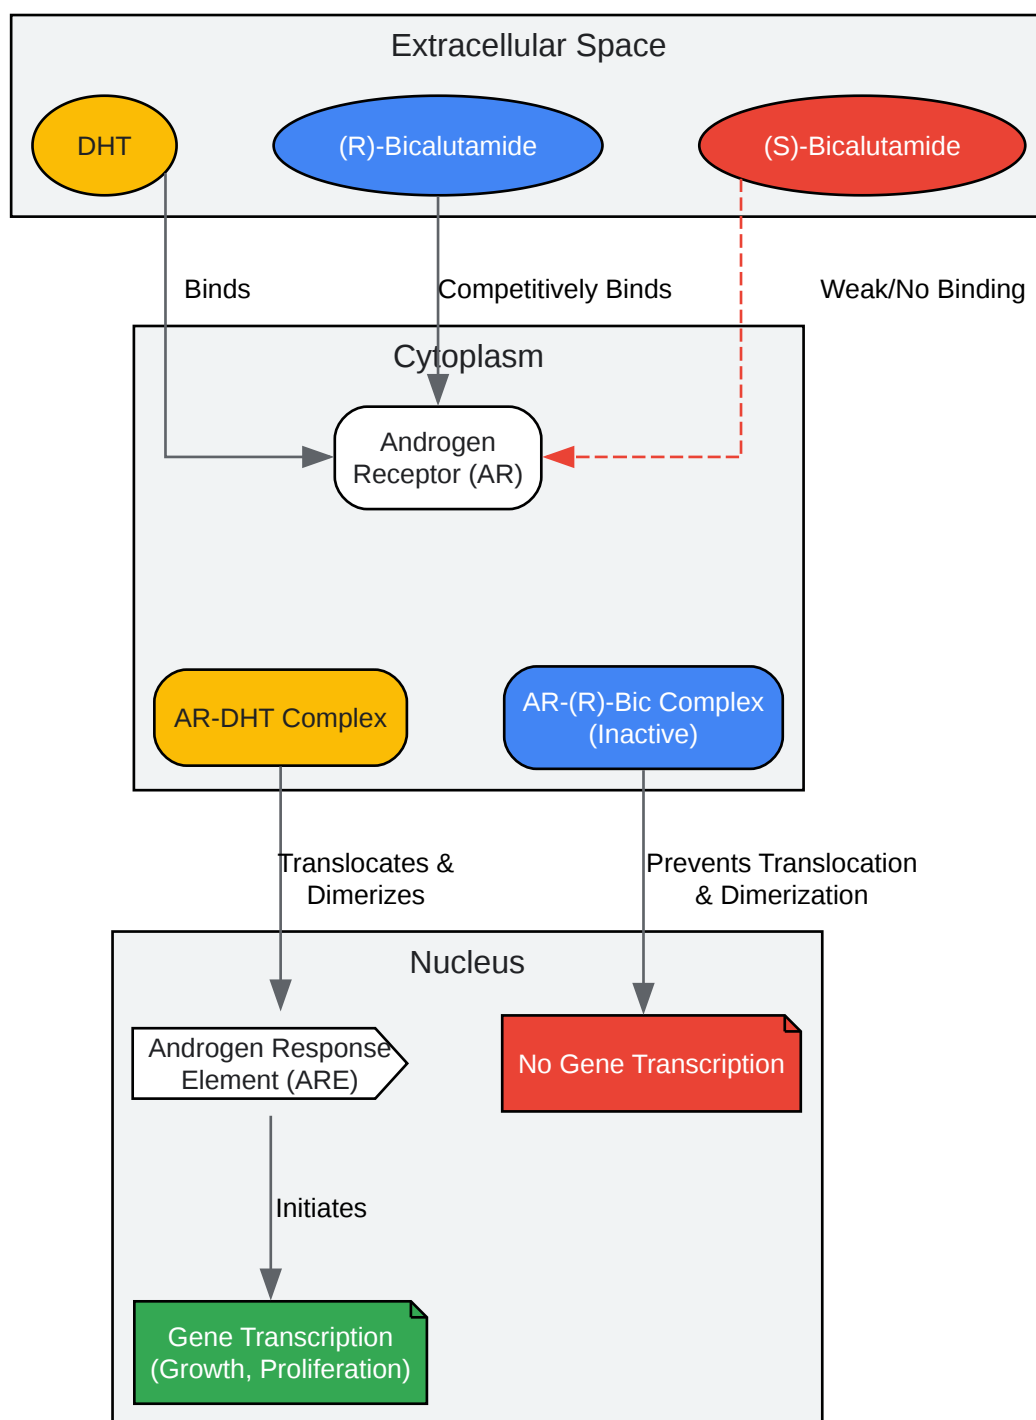 Extracellular Space
DHT
(R)-Bicalutamide
(S)-Bicalutamide
Binds
Competitively Binds
Weak/No Binding
Cytoplasm
Androgen
Receptor (AR)
AR-DHT Complex
AR-(R)-Bic Complex
(Inactive)
Translocates &
Dimerizes
Prevents Translocation
& Dimerization
Nucleus
Androgen Response
Element (ARE)
No Gene Transcription
Initiates
Gene Transcription
(Growth, Proliferation)